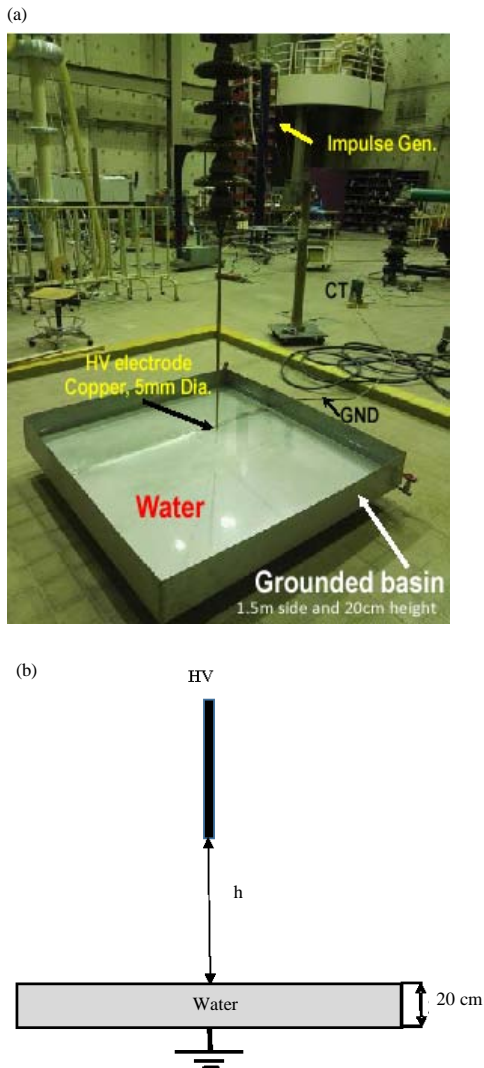 (a)
Impulse Gen.
CT
HV electrode
Copper, 5mm Dia.
GND
Water
Grounded basin
1.5m side and 20cm height
(b)
HV
h
Water
20 cm